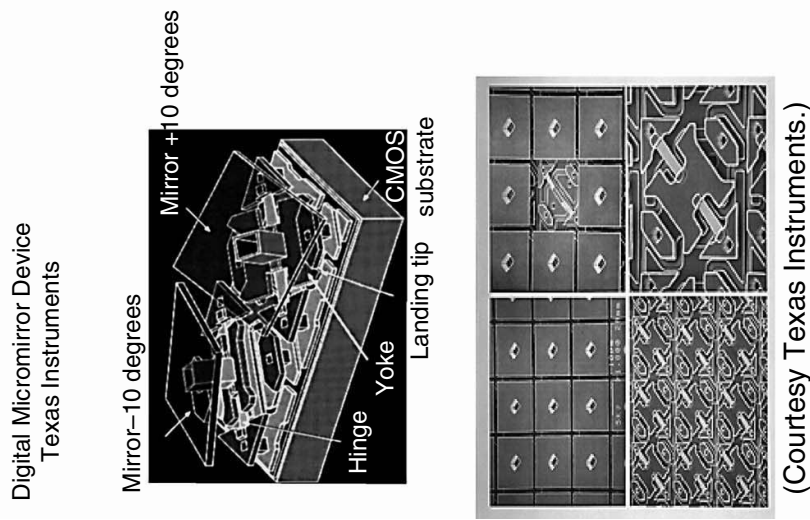 Digital Micromirror Device
Texas Instruments
Mirror–10 degrees
Mirror +10 degrees
Hinge
Yoke
Landing tip
CMOS
substrate
(Courtesy Texas Instruments.)